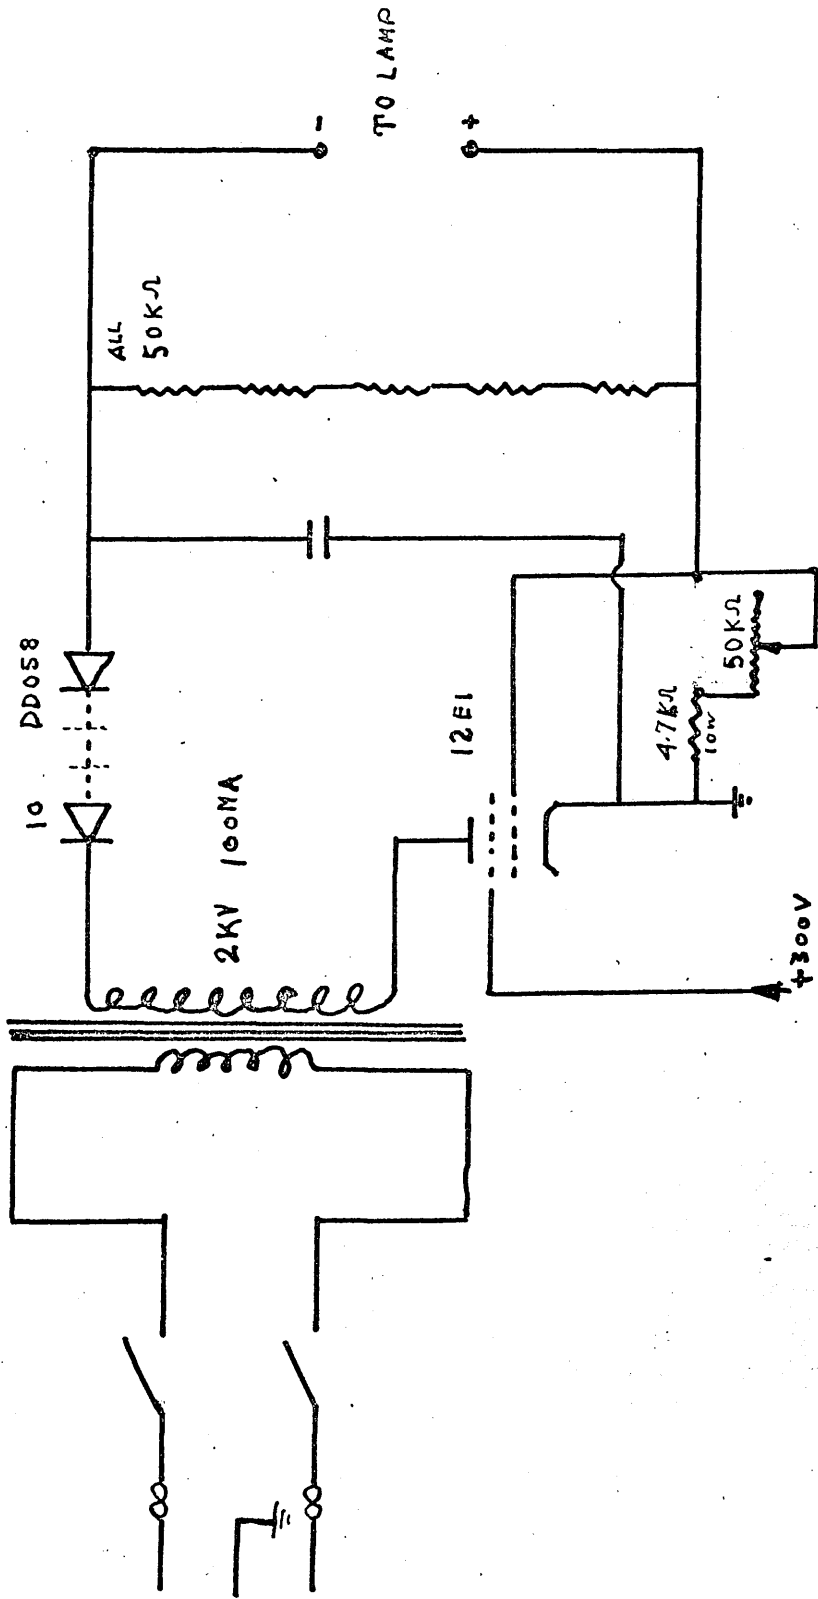 10 DD058
2KV 100MA
ALL
50KΩ
-
TO LAMP
+
12E1
4.7KΩ
10W
50KΩ
+300V